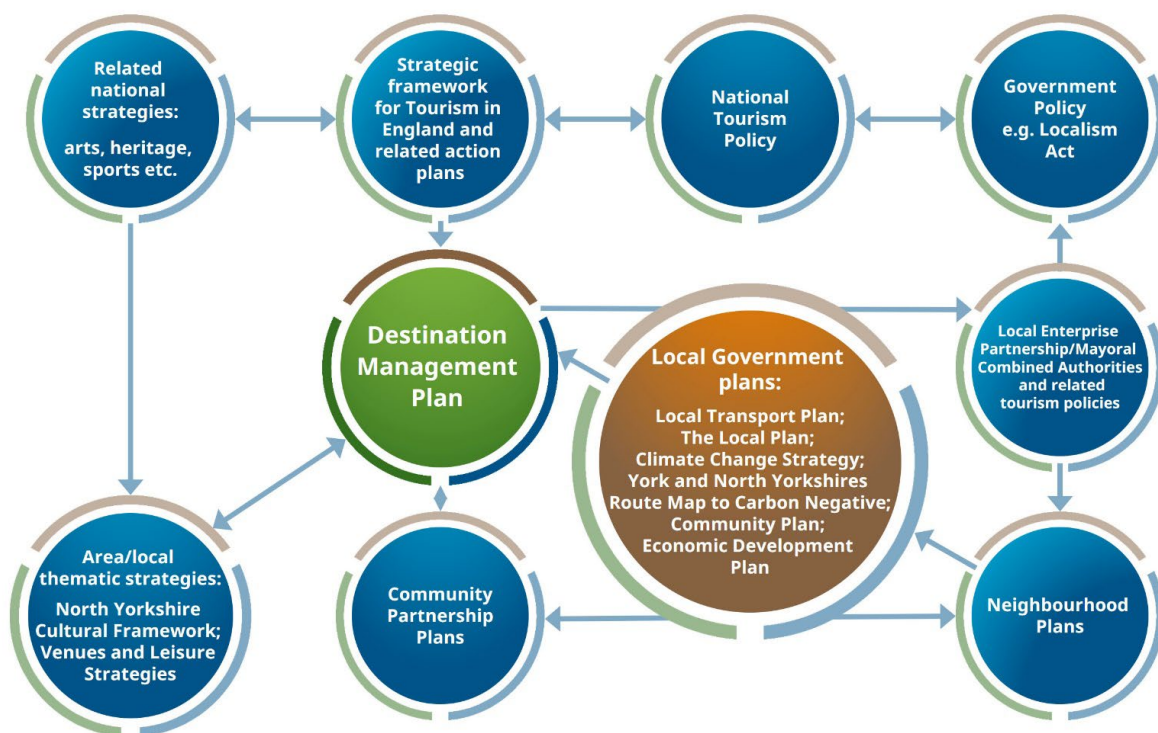 Related
national
strategies:
arts, heritage,
sports etc.
Strategic
framework
for Tourism in
England and
related action
plans
National
Tourism
Policy
Government
Policy
e.g. Localism
Act
Destination
Management
Plan
Local Government
plans:
Local Transport Plan;
The Local Plan;
Climate Change Strategy;
York and North Yorkshires
Route Map to Carbon Negative;
Community Plan;
Economic Development
Plan
Local Enterprise
Partnership/Mayoral
Combined Authorities
and related
tourism policies
Area/local
thematic strategies:
North Yorkshire
Cultural Framework;
Venues and Leisure
Strategies
Community
Partnership
Plans
Neighbourhood
Plans